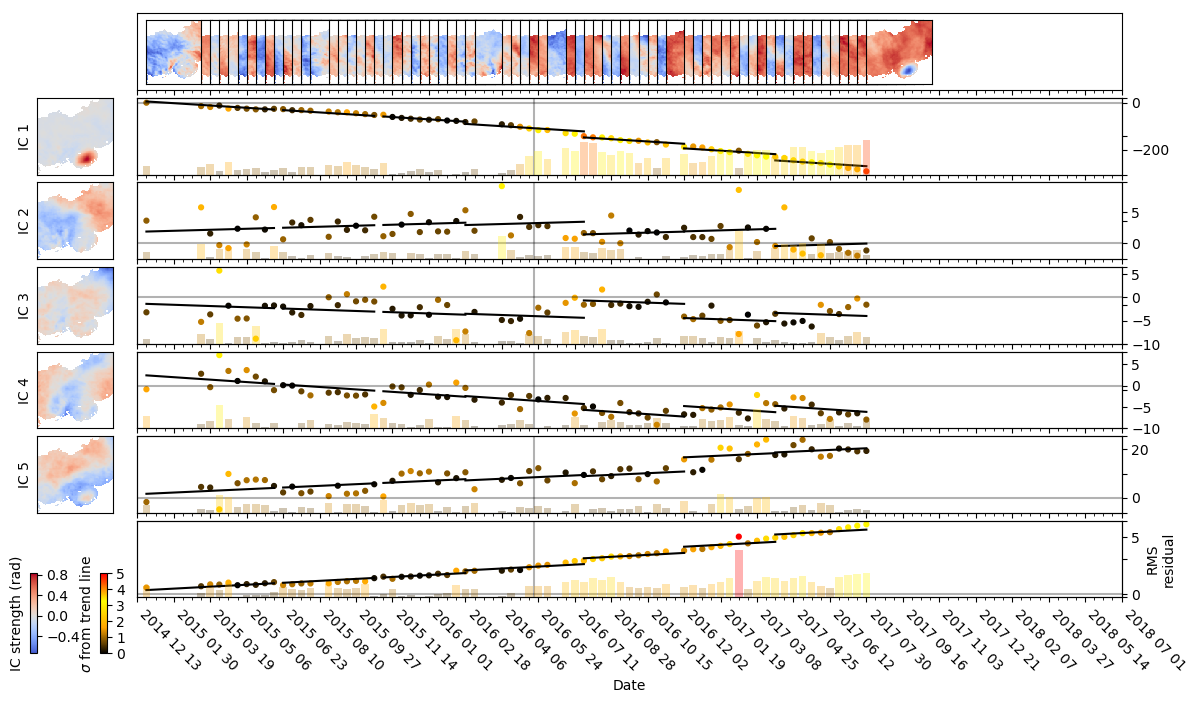 IC 1
0
−200
IC 2
5
0
IC 3
5
0
−5
−10
IC 4
5
0
−5
−10
IC 5
20
0
5
0
RMS
residual
IC strength (rad)
0.8
0.4
0.0
−0.4
σ from trend line
5
4
3
2
1
0
2014 12 13
2015 01 30
2015 03 19
2015 05 06
2015 06 23
2015 08 10
2015 09 27
2015 11 14
2016 01 01
2016 02 18
2016 04 06
2016 05 24
2016 07 11
2016 08 28
2016 10 15
2016 12 02
2017 01 19
2017 03 08
2017 04 25
2017 06 12
2017 07 30
2017 09 16
2017 11 03
2017 12 21
2018 02 07
2018 03 27
2018 05 14
2018 07 01
Date